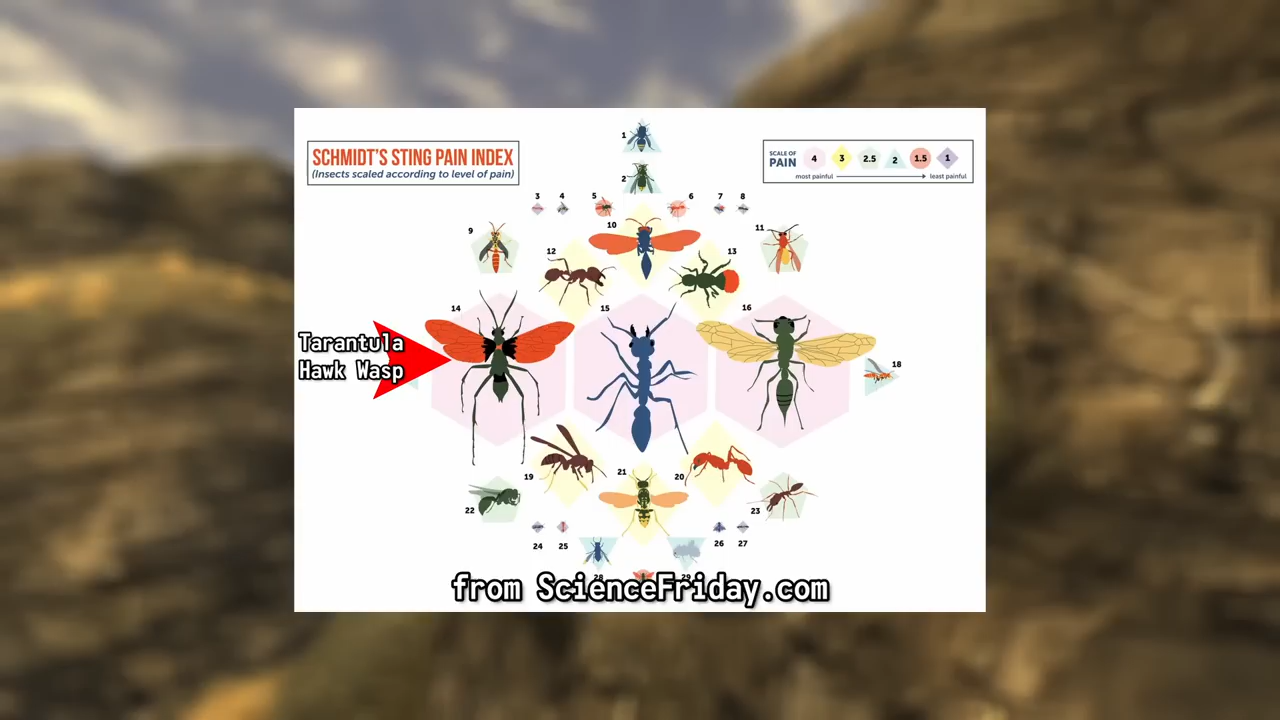 SCHMIDT'S STING PAIN INDEX
(Insects scaled according to level of pain)
SCALE OF
PAIN
4 3 2.5 2 1.5 1
most painful least painful
1
2
3 4 5 6 7 8
9 10 11
12 13
14 15 16
Tarantula
Hawk Wasp
18
19 21 20
22 23
24 25 26 27
28 29
from ScienceFriday.com